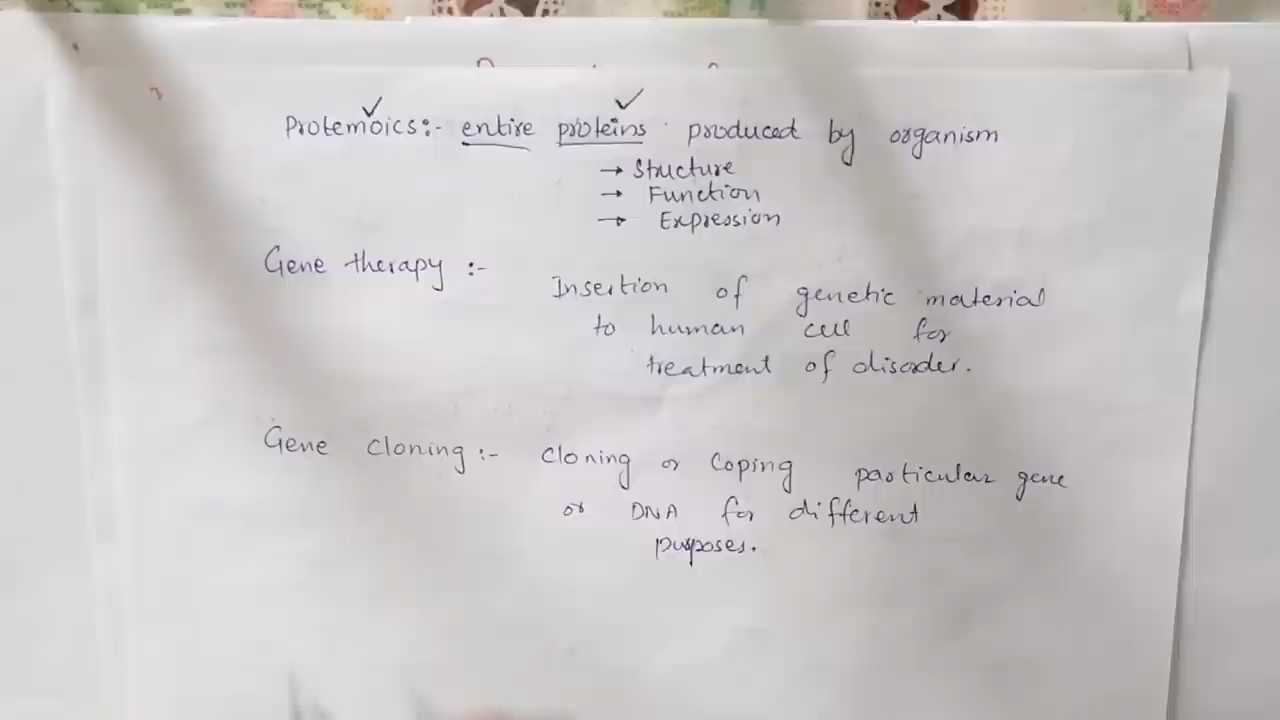 Protemoics:- entire proteins produced by organism
→ Structure
→ Function
→ Expression
Gene therapy :- Insertion of genetic material
to human cell for
treatment of disorder.
Gene cloning :- cloning or coping particular gene
or DNA for different
purposes.